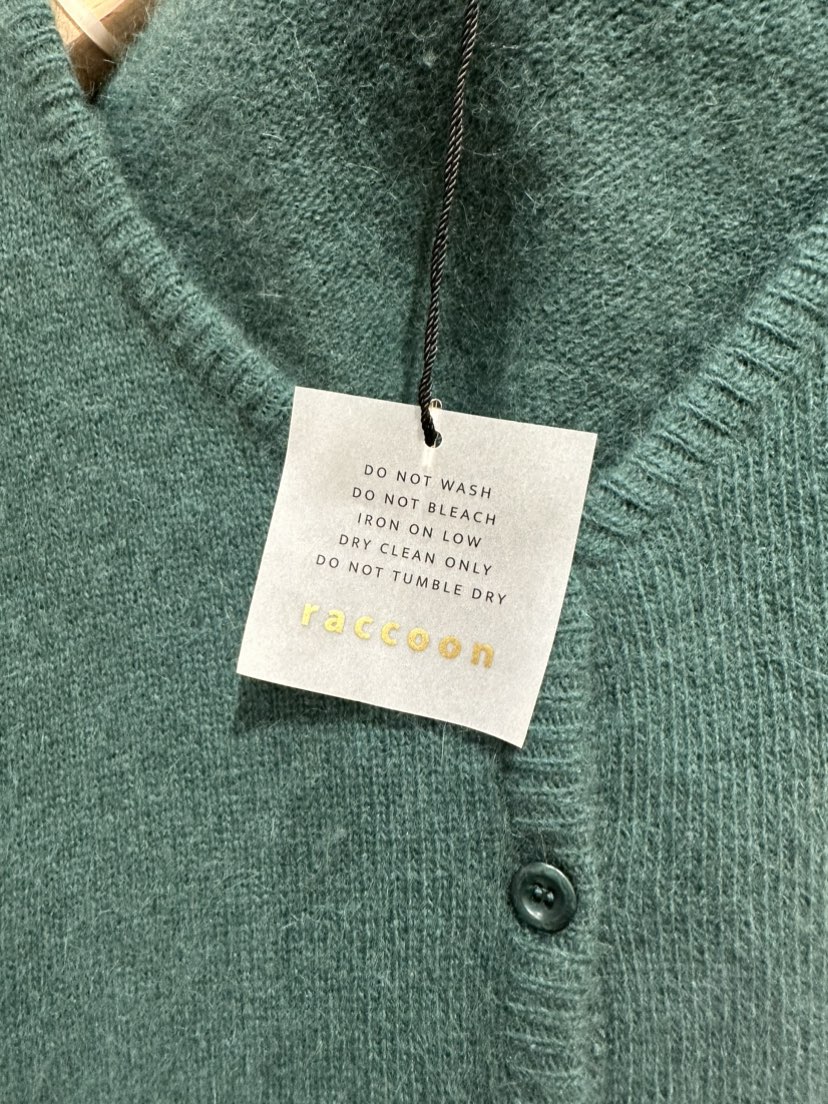 DO NOT WASH
DO NOT BLEACH
IRON ON LOW
DRY CLEAN ONLY
DO NOT TUMBLE DRY
raccoon